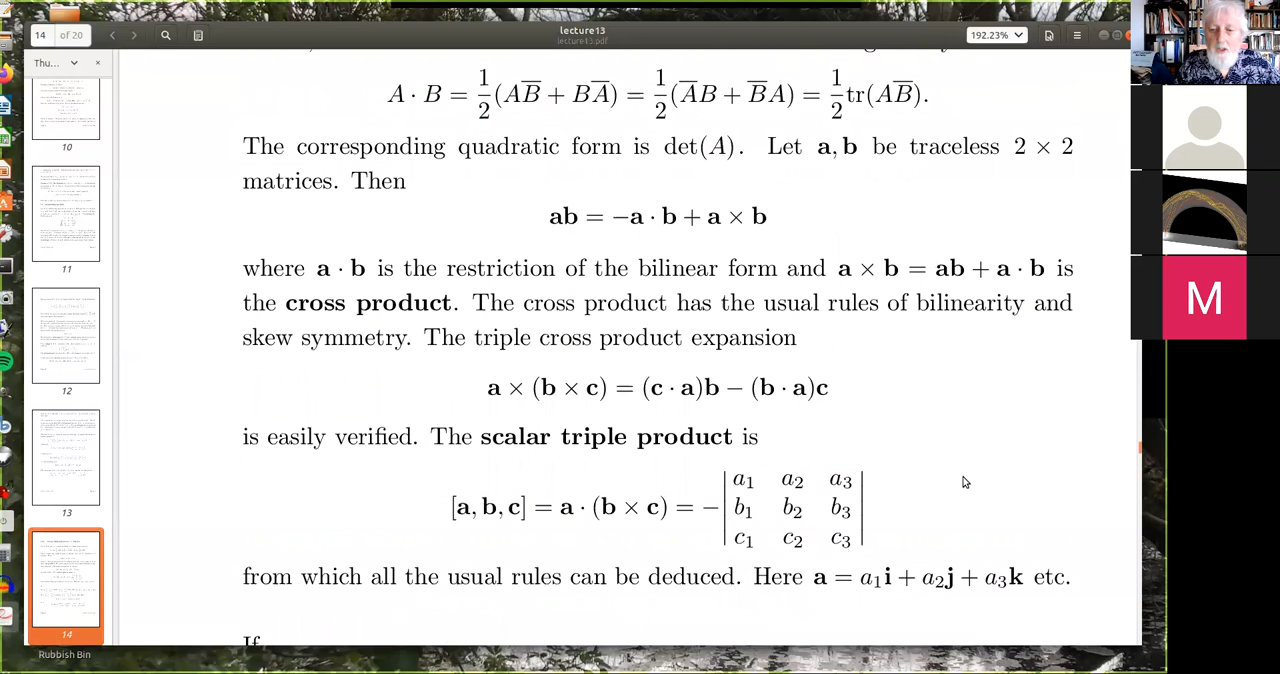 14 of 20
lecture13
lecture13.pdf
192.23%
Thu...
10
11
12
13
14
Rubbish Bin
A · B = 1/2(AB̅ + BA̅) = 1/2(A̅B + B̅A) = 1/2 tr(AB̅).
The corresponding quadratic form is det(A). Let a, b be traceless 2 × 2
matrices. Then
ab = −a · b + a × b
where a · b is the restriction of the bilinear form and a × b = ab + a · b is
the cross product. The cross product has the usual rules of bilinearity and
skew symmetry. The triple cross product expansion
a × (b × c) = (c · a)b − (b · a)c
is easily verified. The scalar triple product is
[a, b, c] = a · (b × c) = − | a₁ a₂ a₃ |
| b₁ b₂ b₃ |
| c₁ c₂ c₃ |
from which all the usual rules can be reduced. Here a = a₁i + a₂j + a₃k etc.
If
M